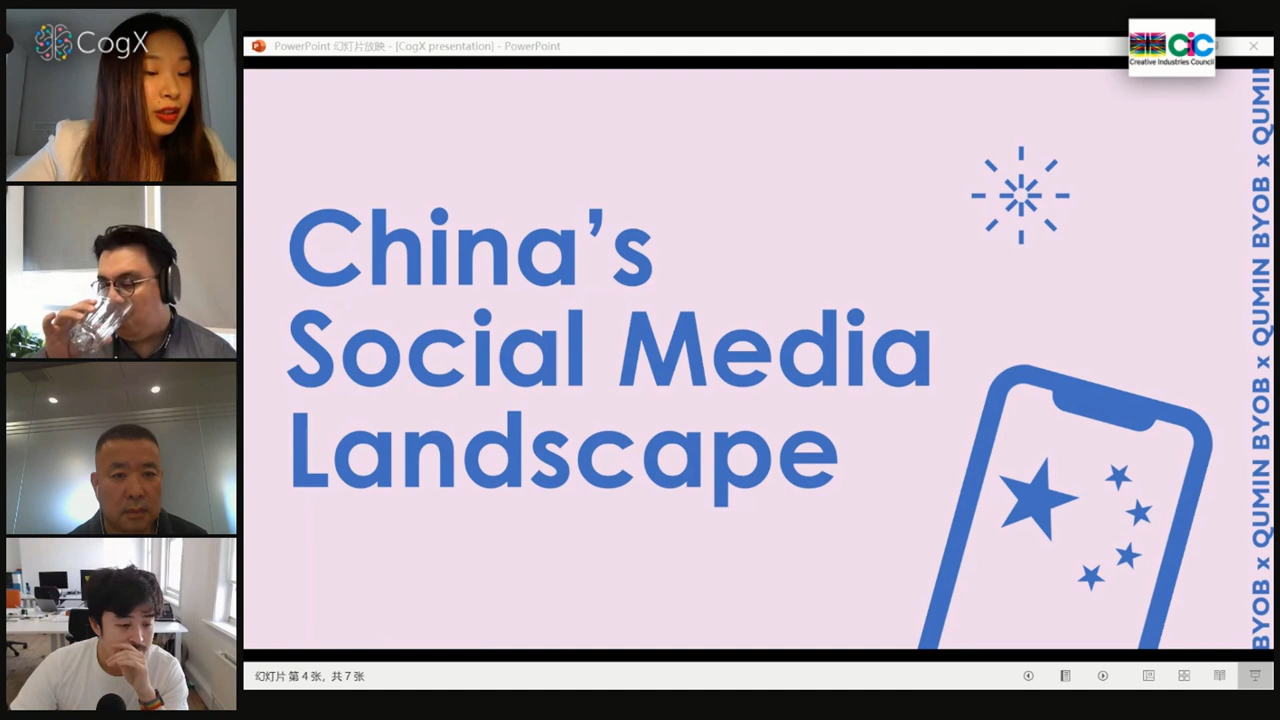 CogX
PowerPoint 幻灯片放映 - [CogX presentation] - PowerPoint
CIC
Creative Industries Council
China's
Social Media
Landscape
BYOB x QUMIN BYOB x QUMIN BYOB x QUMIN
幻灯片 第 4 张，共 7 张